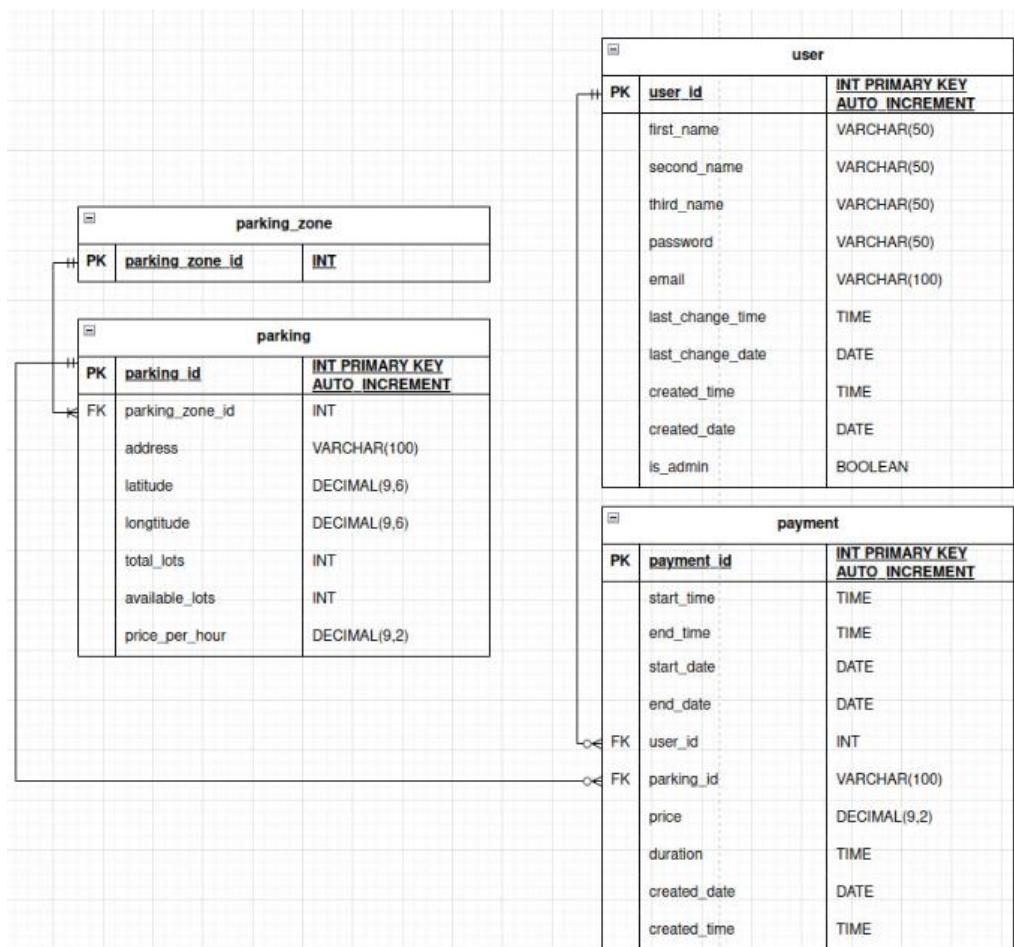 user
PK user_id INT PRIMARY KEY
AUTO_INCREMENT
first_name VARCHAR(50)
second_name VARCHAR(50)
third_name VARCHAR(50)
password VARCHAR(50)
email VARCHAR(100)
last_change_time TIME
last_change_date DATE
created_time TIME
created_date DATE
is_admin BOOLEAN
parking_zone
PK parking_zone_id INT
parking
PK parking_id INT PRIMARY KEY
AUTO_INCREMENT
FK parking_zone_id INT
address VARCHAR(100)
latitude DECIMAL(9,6)
longtitude DECIMAL(9,6)
total_lots INT
available_lots INT
price_per_hour DECIMAL(9,2)
payment
PK payment_id INT PRIMARY KEY
AUTO_INCREMENT
start_time TIME
end_time TIME
start_date DATE
end_date DATE
FK user_id INT
FK parking_id VARCHAR(100)
price DECIMAL(9,2)
duration TIME
created_date DATE
created_time TIME